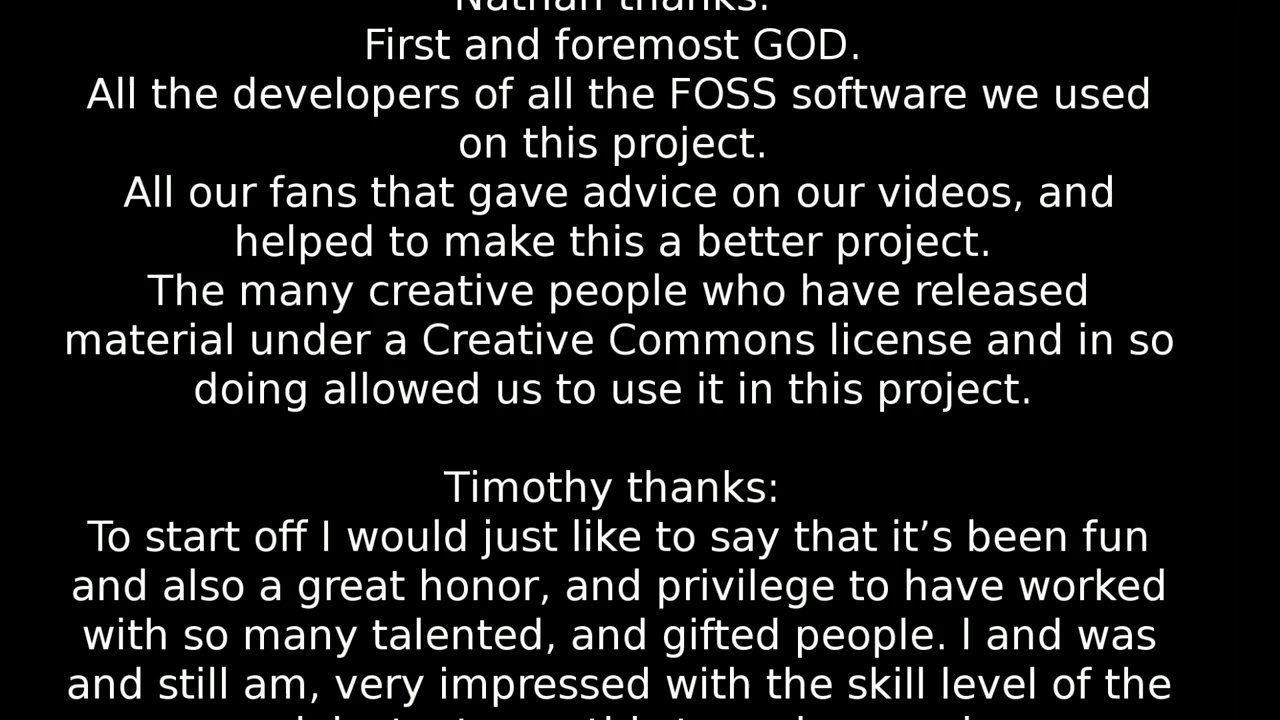 Nathan thanks:
First and foremost GOD.
All the developers of all the FOSS software we used
on this project.
All our fans that gave advice on our videos, and
helped to make this a better project.
The many creative people who have released
material under a Creative Commons license and in so
doing allowed us to use it in this project.
Timothy thanks:
To start off I would just like to say that it’s been fun
and also a great honor, and privilege to have worked
with so many talented, and gifted people. l and was
and still am, very impressed with the skill level of the